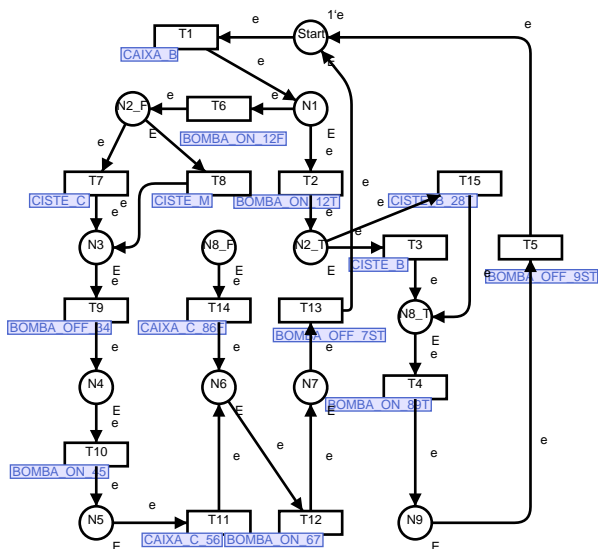 1'e
e
e
T1
Start
CAIXA_B
E
e
e
e
N2_F
T6
N1
e
E
BOMBA_ON_12F
E
e
T7
T8
T2
e
T15
CISTE_C
e
CISTE_M
BOMBA_ON_12T
e
CISTE_B_28T
e
e
e
N3
N8_F
N2_T
T3
T5
E
e
E
e
E
CISTE_B
e
BOMBA_OFF_9ST
T9
T14
T13
N8_T
BOMBA_OFF_34
CAIXA_C_86F
BOMBA_OFF_7ST
E
e
e
e
e
N4
N6
N7
T4
E
e
E
E
BOMBA_ON_89T
T10
e
e
BOMBA_ON_45
e
e
e
e
e
N5
T11
T12
N9
E
CAIXA_C_56
BOMBA_ON_67
E